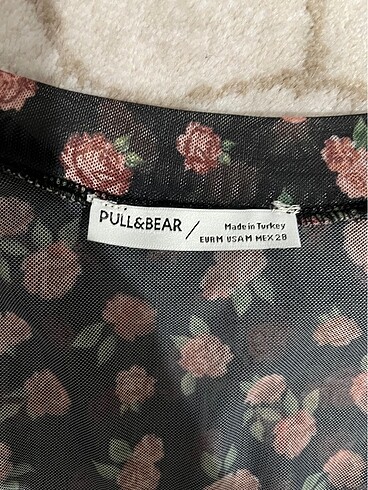 PULL&BEAR /
Made in Turkey
EUR M USA M MEX 28